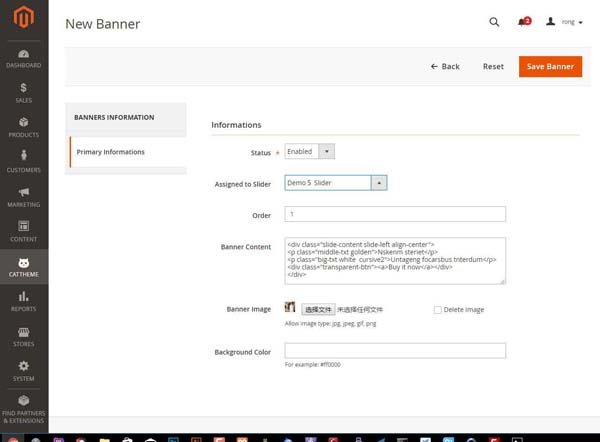 New Banner
2
rong
DASHBOARD
← Back
Reset
Save Banner
$
SALES
PRODUCTS
BANNERS INFORMATION
Primary Informations
Informations
CUSTOMERS
Status *
Enabled
MARKETING
Assigned to Slider
Demo 5 Slider
CONTENT
Order
1
CATTHEME
Banner Content
<div class="slide-content slide-left align-center">
<p class="middle-txt golden">Nskenm steriet</p>
<p class="big-txt white cursive2">Untageng focarsbus tnterdum</p>
<div class="transparent-btn"><a>Buy it now</a></div>
</div>
REPORTS
Banner Image
选择文件 未选择任何文件
Delete Image
Allow image type: jpg, jpeg, gif, png
STORES
Background Color
For example: #ff0000
SYSTEM
FIND PARTNERS
& EXTENSIONS